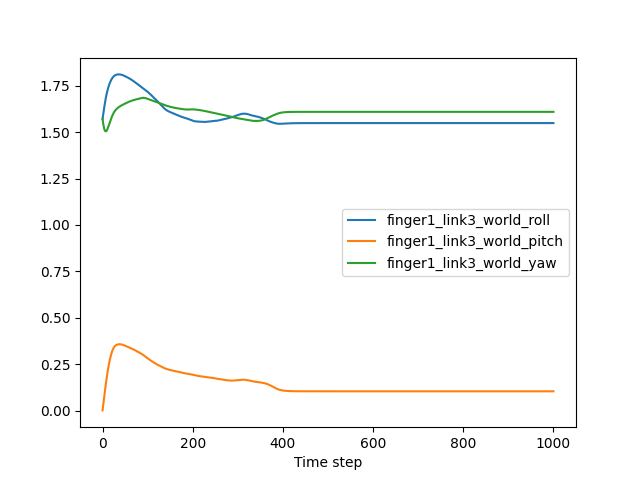 1.75
1.50
1.25
1.00
0.75
0.50
0.25
0.00
finger1_link3_world_roll
finger1_link3_world_pitch
finger1_link3_world_yaw
0 200 400 600 800 1000
Time step